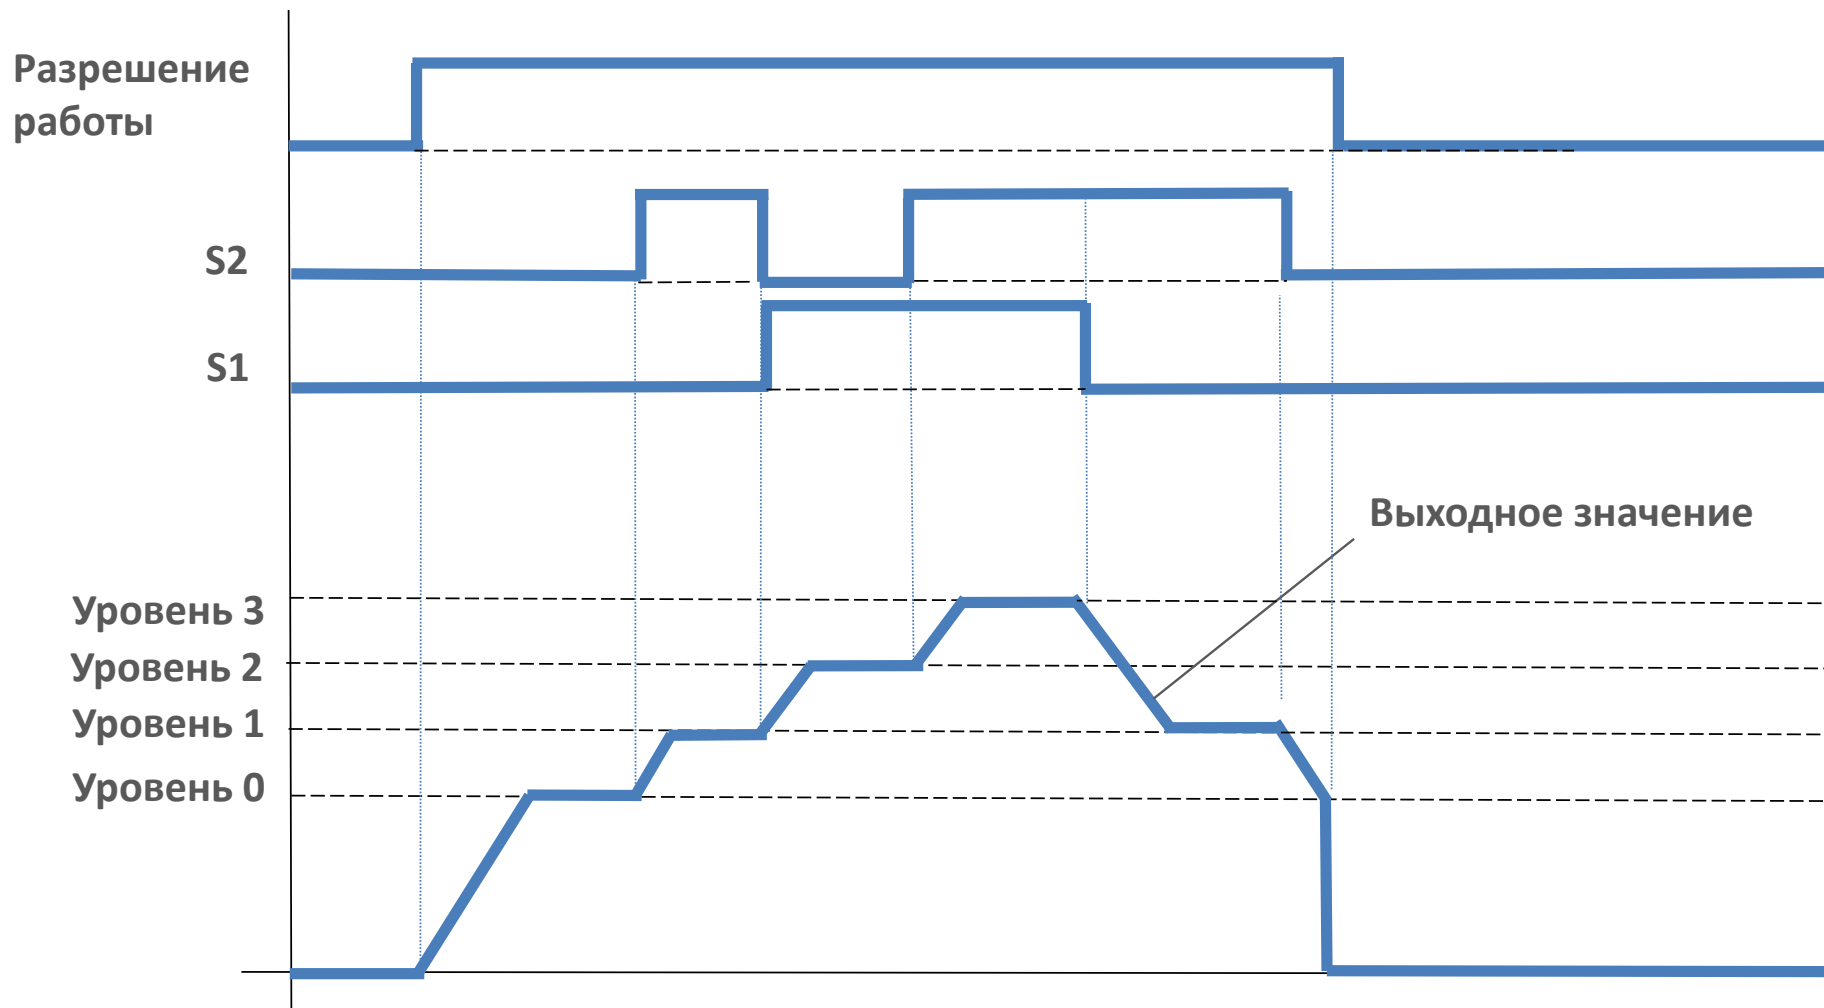 Разрешение
работы
S2
S1
Выходное значение
Уровень 3
Уровень 2
Уровень 1
Уровень 0